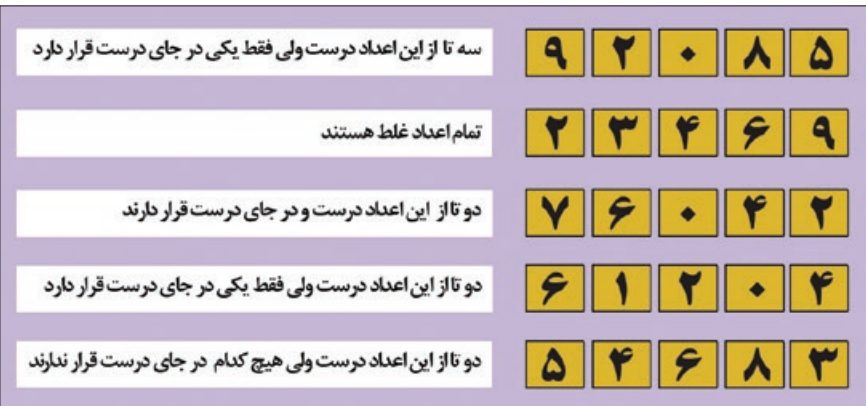 سه تا از این اعداد درست ولی فقط یکی در جای درست قرار دارد
۹ ۲ ۰ ۸ ۵
تمام اعداد غلط هستند
۲ ۳ ۴ ۶ ۹
دو تا از این اعداد درست و در جای درست قرار دارند
۷ ۶ ۰ ۴ ۲
دو تا از این اعداد درست ولی فقط یکی در جای درست قرار دارد
۶ ۱ ۲ ۰ ۴
دو تا از این اعداد درست ولی هیچ کدام در جای درست قرار ندارند
۵ ۴ ۶ ۸ ۳